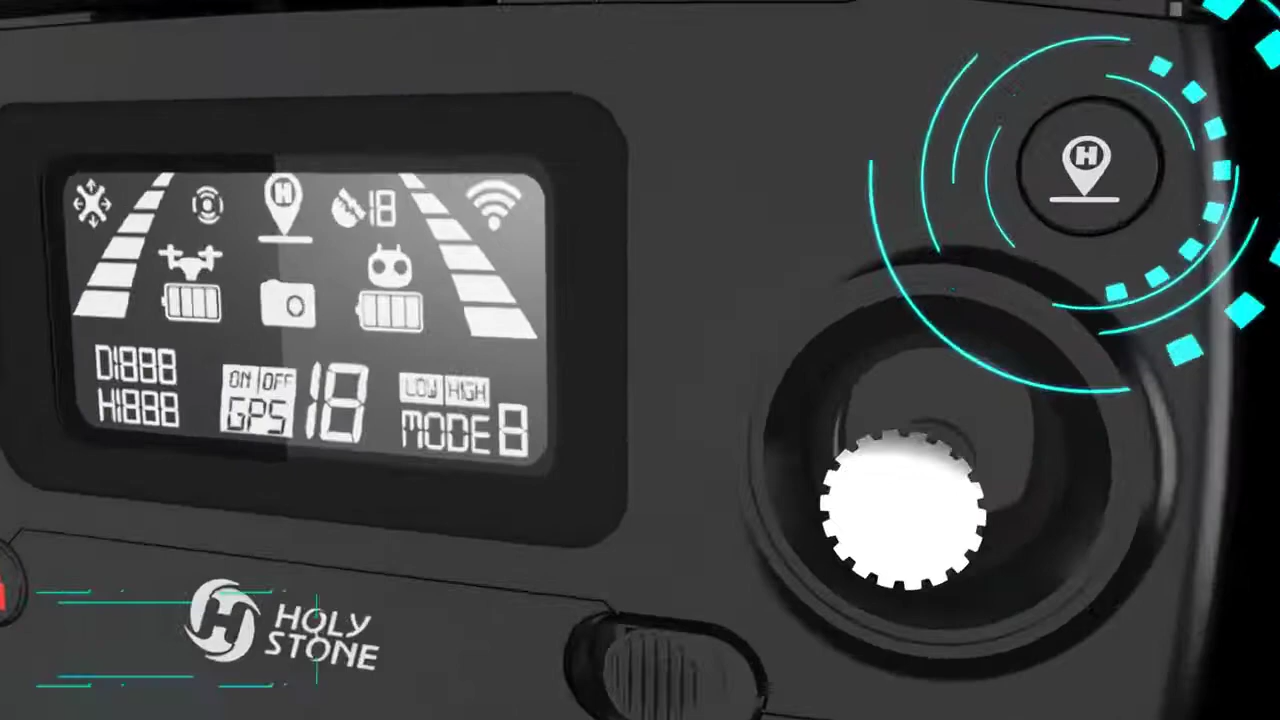 H
18
H
D1888
H1888
ON OFF
GPS 18
LOW HIGH
MODE 8
H
HOLY
STONE